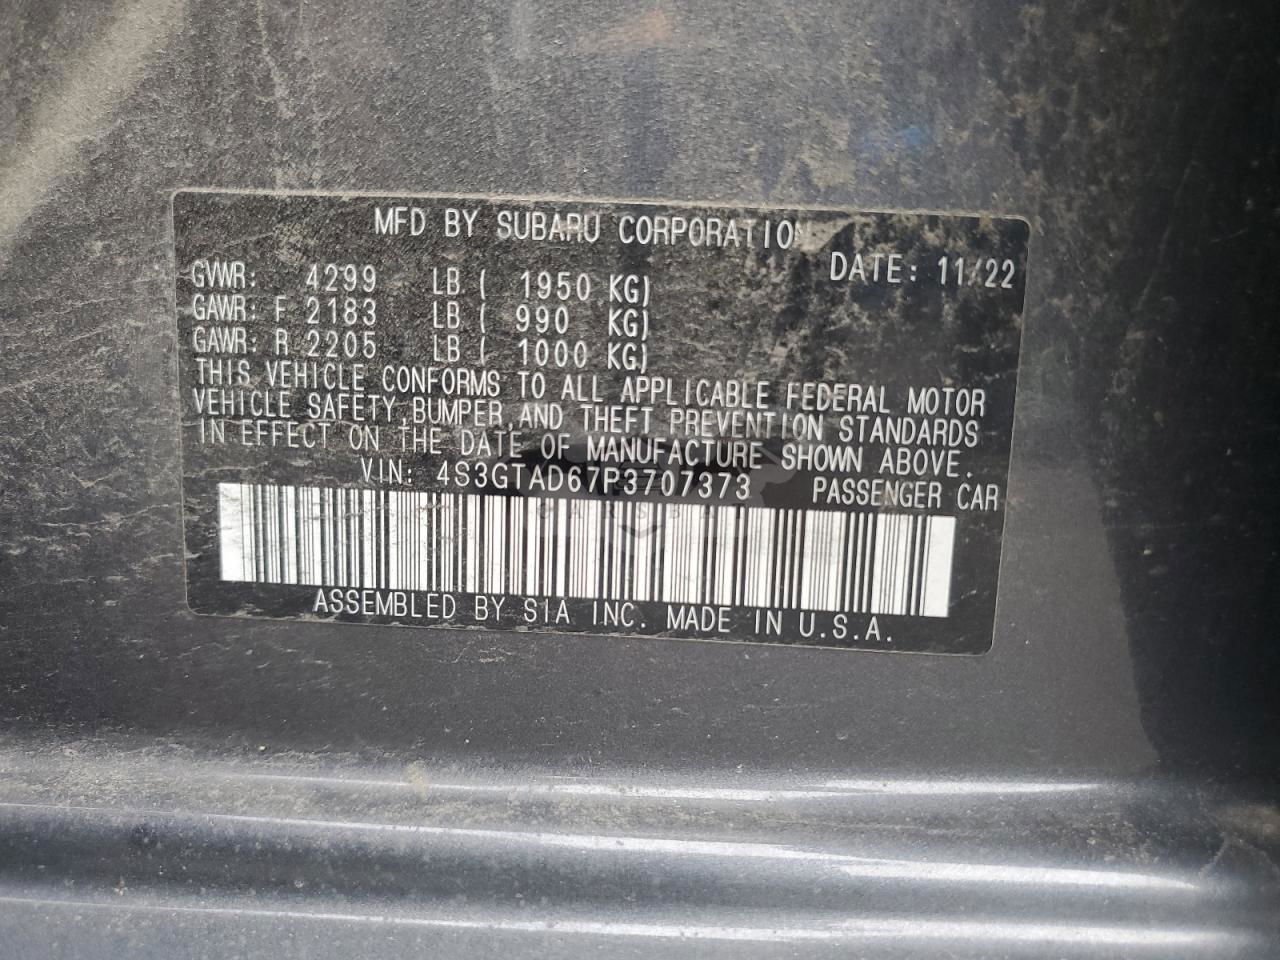 MFD BY SUBARU CORPORATION
DATE: 11/22
GVWR: 4299 LB ( 1950 KG)
GAWR: F 2183 LB ( 990 KG)
GAWR: R 2205 LB ( 1000 KG)
THIS VEHICLE CONFORMS TO ALL APPLICABLE FEDERAL MOTOR
VEHICLE SAFETY, BUMPER, AND THEFT PREVENTION STANDARDS
IN EFFECT ON THE DATE OF MANUFACTURE SHOWN ABOVE.
VIN: 4S3GTAD67P3707373 PASSENGER CAR
ASSEMBLED BY SIA INC. MADE IN U.S.A.